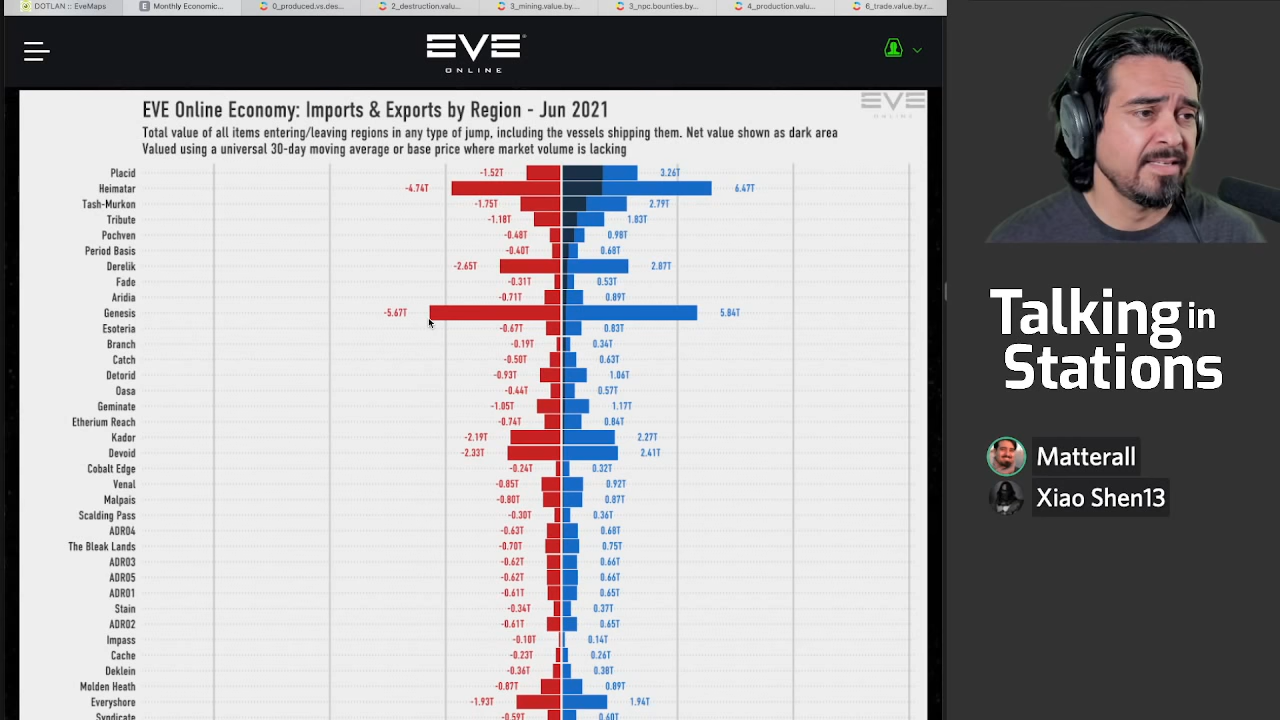 DOTLAN :: EveMaps
E Monthly Economic...
0_produced.vs.des...
2_destruction.valu...
3_mining.value.by....
3_npc.bounties.by...
4_production.valu...
6_trade.value.by.r...
EVE
ONLINE
EVE Online Economy: Imports & Exports by Region - Jun 2021
EVE
ONLINE
Total value of all items entering/leaving regions in any type of jump, including the vessels shipping them. Net value shown as dark area
Valued using a universal 30-day moving average or base price where market volume is lacking
Placid -1.52T 3.26T
Heimatar -4.74T 6.47T
Tash-Murkon -1.75T 2.79T
Tribute -1.18T 1.83T
Pochven -0.48T 0.98T
Period Basis -0.40T 0.68T
Derelik -2.65T 2.87T
Fade -0.31T 0.53T
Aridia -0.71T 0.89T
Genesis -5.67T 5.84T
Esoteria -0.67T 0.83T
Branch -0.19T 0.34T
Catch -0.50T 0.63T
Detorid -0.93T 1.06T
Oasa -0.44T 0.57T
Geminate -1.05T 1.17T
Etherium Reach -0.74T 0.84T
Kador -2.19T 2.27T
Devoid -2.33T 2.41T
Cobalt Edge -0.24T 0.32T
Venal -0.85T 0.92T
Malpais -0.80T 0.87T
Scalding Pass -0.30T 0.36T
ADR04 -0.63T 0.68T
The Bleak Lands -0.70T 0.75T
ADR03 -0.62T 0.66T
ADR05 -0.62T 0.66T
ADR01 -0.61T 0.65T
Stain -0.34T 0.37T
ADR02 -0.61T 0.65T
Impass -0.10T 0.14T
Cache -0.23T 0.26T
Deklein -0.36T 0.38T
Molden Heath -0.87T 0.89T
Everyshore -1.93T 1.94T
Syndicate -0.59T 0.60T
Talking in
Stations
Matterall
Xiao Shen13